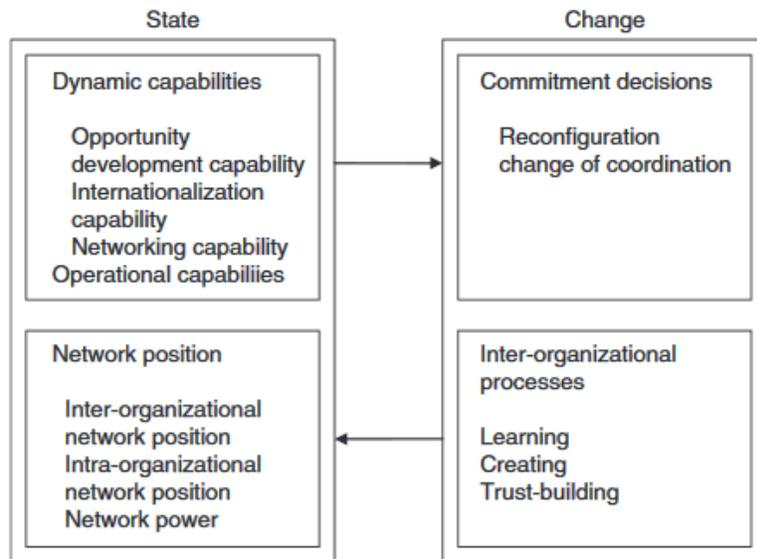 State
Change
Dynamic capabilities
Opportunity
development capability
Internationalization
capability
Networking capability
Operational capabiliies
Commitment decisions
Reconfiguration
change of coordination
Network position
Inter-organizational
network position
Intra-organizational
network position
Network power
Inter-organizational
processes
Learning
Creating
Trust-building